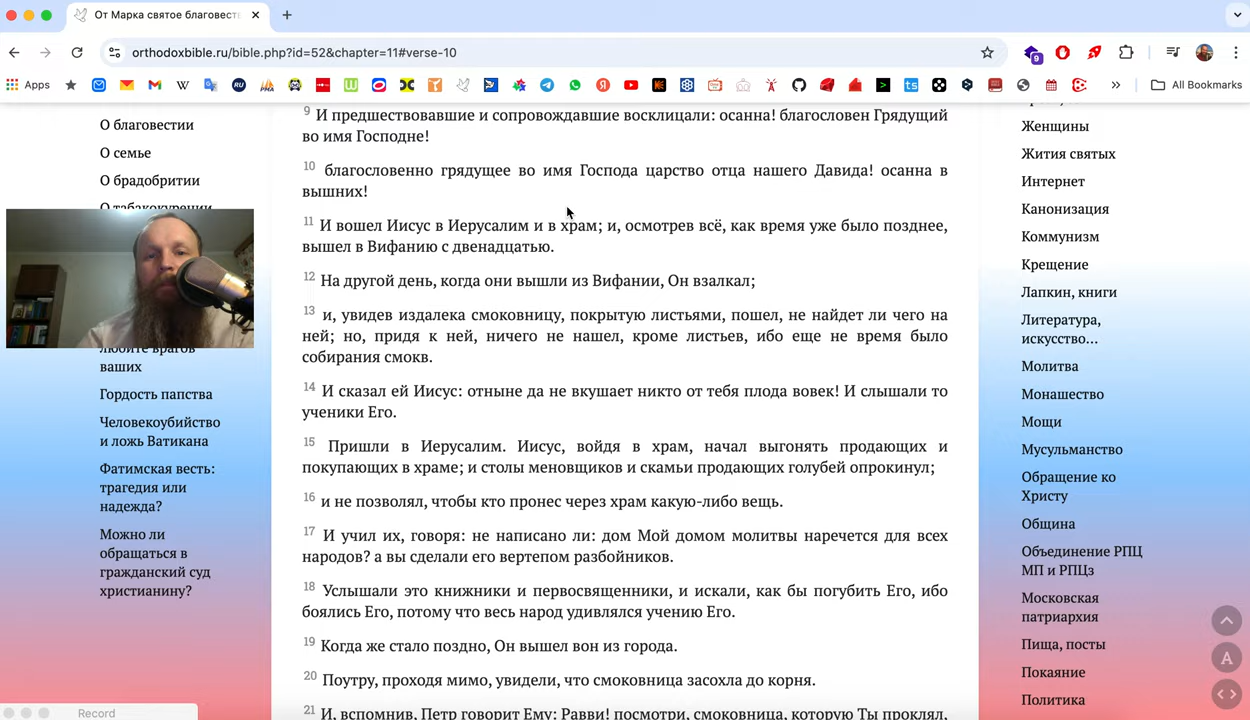 От Марка святое благовест
orthodoxbible.ru/bible.php?id=52&chapter=11#verse-10
Apps
All Bookmarks
О благовестии
О семье
О брадобритии
О табакокурении
любите врагов
ваших
Гордость папства
Человекоубийство
и ложь Ватикана
Фатимская весть:
трагедия или
надежда?
Можно ли
обращаться в
гражданский суд
христианину?
9 И предшествовавшие и сопровождавшие восклицали: осанна! благословен Грядущий
во имя Господне!
10 благословенно грядущее во имя Господа царство отца нашего Давида! осанна в
вышних!
11 И вошел Иисус в Иерусалим и в храм; и, осмотрев всё, как время уже было позднее,
вышел в Вифанию с двенадцатью.
12 На другой день, когда они вышли из Вифании, Он взалкал;
13 и, увидев издалека смоковницу, покрытую листьями, пошел, не найдет ли чего на
ней; но, придя к ней, ничего не нашел, кроме листьев, ибо еще не время было
собирания смокв.
14 И сказал ей Иисус: отныне да не вкушает никто от тебя плода вовек! И слышали то
ученики Его.
15 Пришли в Иерусалим. Иисус, войдя в храм, начал выгонять продающих и
покупающих в храме; и столы меновщиков и скамьи продающих голубей опрокинул;
16 и не позволял, чтобы кто пронес через храм какую-либо вещь.
17 И учил их, говоря: не написано ли: дом Мой домом молитвы наречется для всех
народов? а вы сделали его вертепом разбойников.
18 Услышали это книжники и первосвященники, и искали, как бы погубить Его, ибо
боялись Его, потому что весь народ удивлялся учению Его.
19 Когда же стало поздно, Он вышел вон из города.
20 Поутру, проходя мимо, увидели, что смоковница засохла до корня.
21 И, вспомнив, Петр говорит Ему: Равви! посмотри, смоковница, которую Ты проклял,
Женщины
Жития святых
Интернет
Канонизация
Коммунизм
Крещение
Лапкин, книги
Литература,
искусство...
Молитва
Монашество
Мощи
Мусульманство
Обращение ко
Христу
Община
Объединение РПЦ
МП и РПЦз
Московская
патриархия
Пища, посты
Покаяние
Политика
A
Record